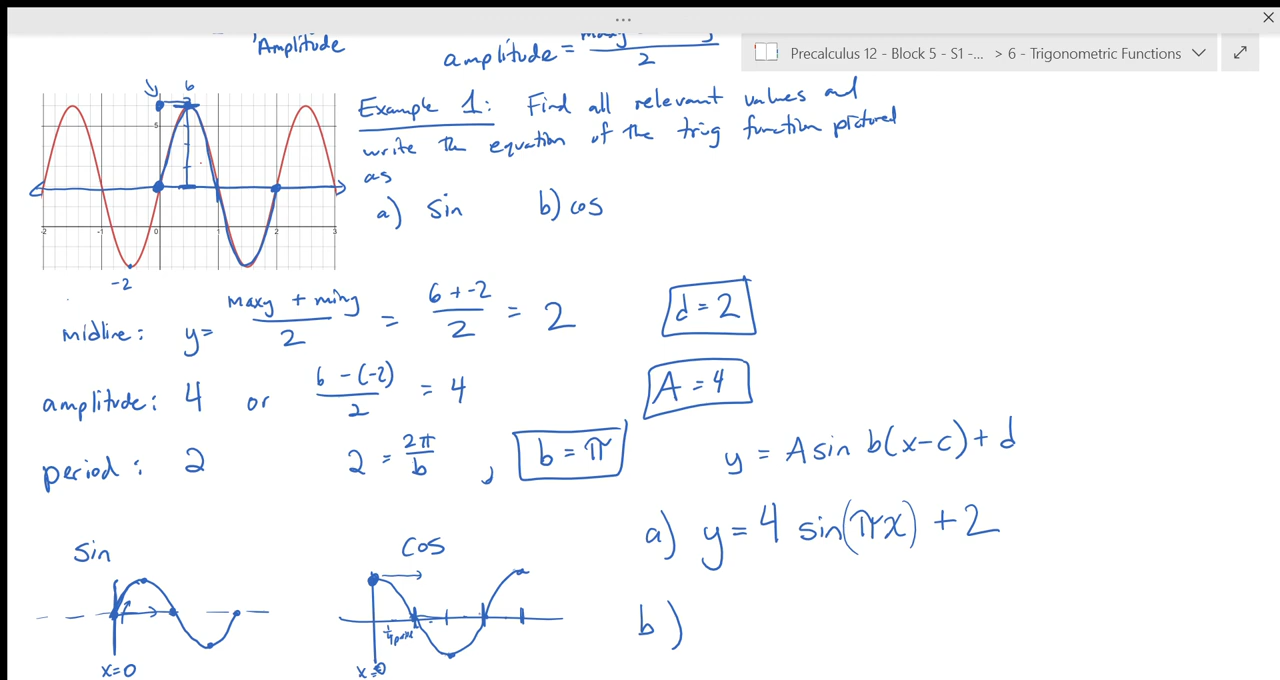 ...
Precalculus 12 - Block 5 - S1 -... > 6 - Trigonometric Functions
Amplitude
amplitude = maxy 2
6
5
-2 -1 0 1 2 3
-2
Example 1: Find all relevant values and
write the equation of the trig function pictured
as
a) sin b) cos
midline: y= maxy + miny / 2 = 6 + -2 / 2 = 2 d = 2
amplitude: 4 or 6 - (-2) / 2 = 4 A = 4
period: 2 2 = 2π / b , b = π
y = A sin b(x-c) + d
a) y = 4 sin(πx) + 2
sin cos
1/4
x=0 x=0
b)